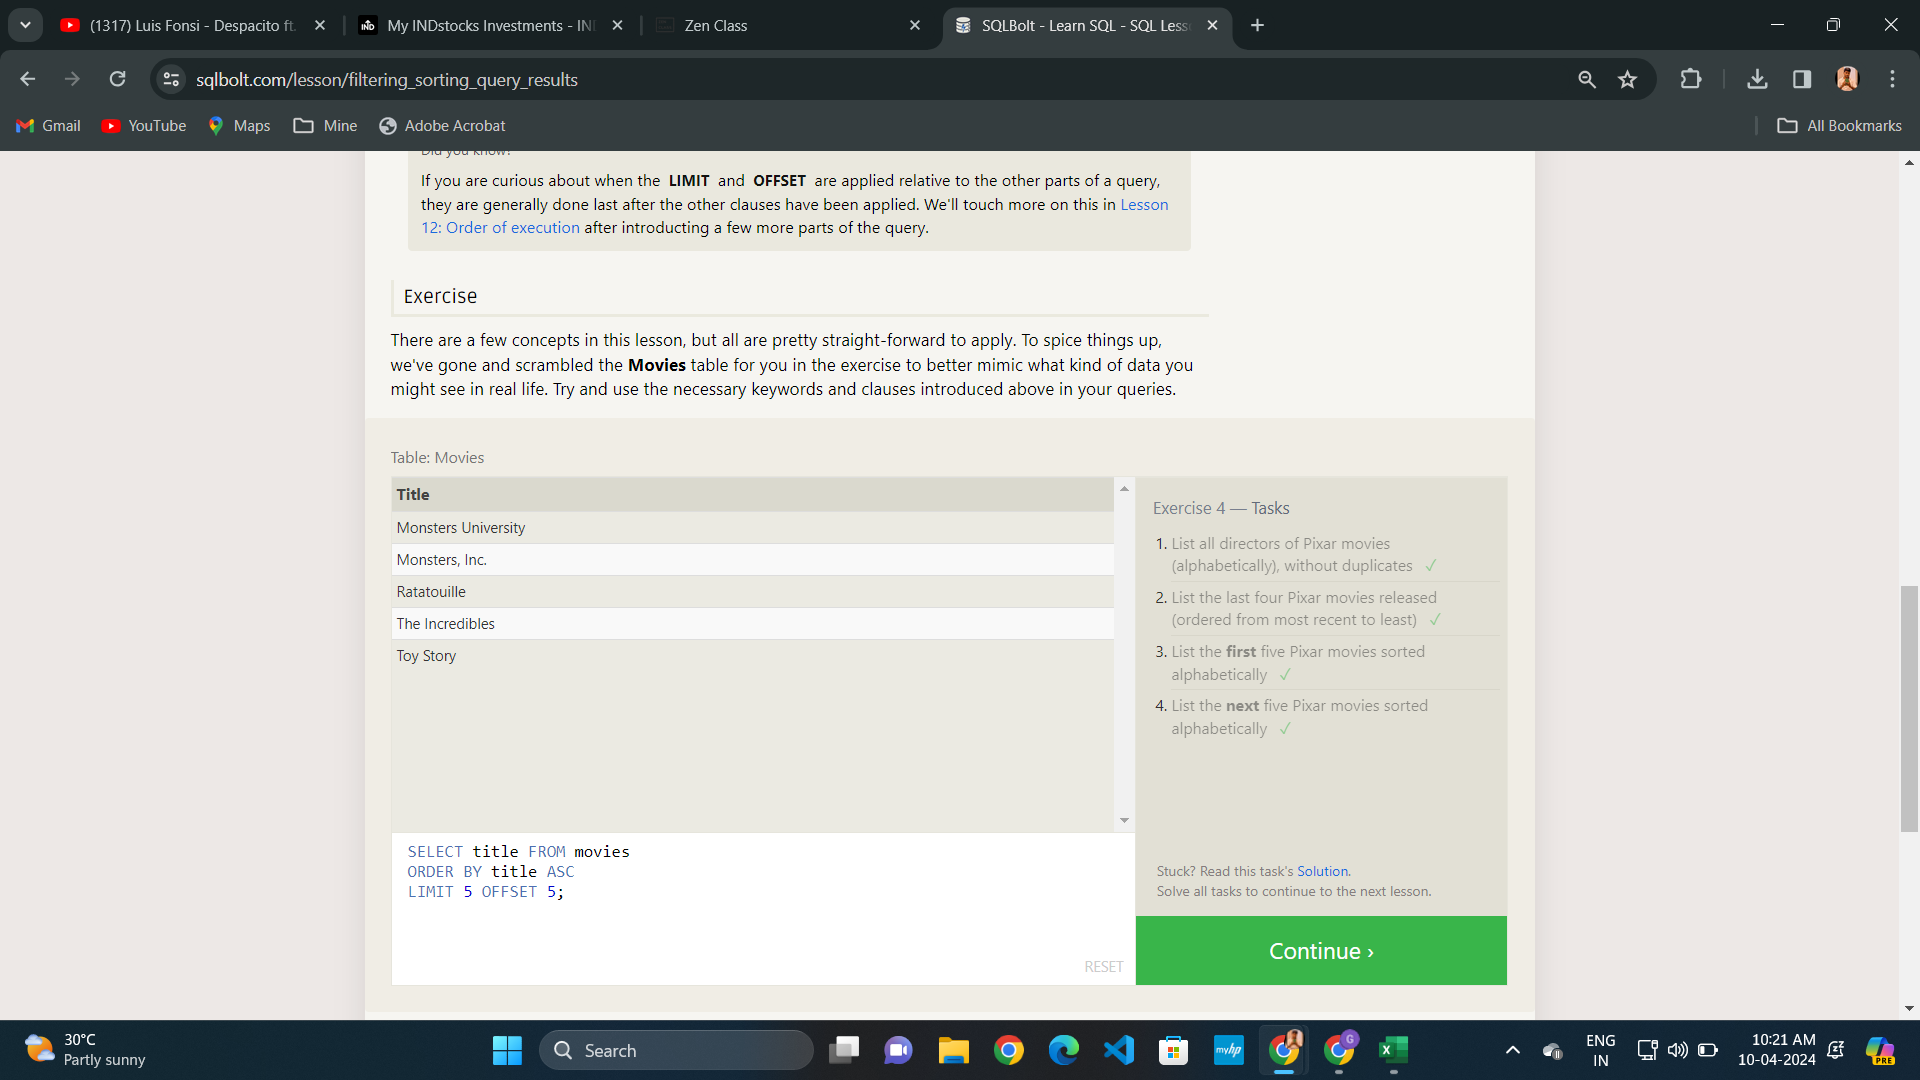 (1317) Luis Fonsi - Despacito ft.
My INDstocks Investments - IN
Zen Class
SQLBolt - Learn SQL - SQL Less
sqlbolt.com/lesson/filtering_sorting_query_results
Gmail
YouTube
Maps
Mine
Adobe Acrobat
All Bookmarks
Did you know?
If you are curious about when the LIMIT and OFFSET are applied relative to the other parts of a query,
they are generally done last after the other clauses have been applied. We'll touch more on this in Lesson
12: Order of execution after introducting a few more parts of the query.
Exercise
There are a few concepts in this lesson, but all are pretty straight-forward to apply. To spice things up,
we've gone and scrambled the Movies table for you in the exercise to better mimic what kind of data you
might see in real life. Try and use the necessary keywords and clauses introduced above in your queries.
Table: Movies
Title
Monsters University
Monsters, Inc.
Ratatouille
The Incredibles
Toy Story
SELECT title FROM movies
ORDER BY title ASC
LIMIT 5 OFFSET 5;
RESET
Exercise 4 — Tasks
1. List all directors of Pixar movies
(alphabetically), without duplicates ✓
2. List the last four Pixar movies released
(ordered from most recent to least) ✓
3. List the first five Pixar movies sorted
alphabetically ✓
4. List the next five Pixar movies sorted
alphabetically ✓
Stuck? Read this task's Solution.
Solve all tasks to continue to the next lesson.
Continue ›
30°C
Partly sunny
Search
myhp
G
ENG
IN
10:21 AM
10-04-2024
PRE